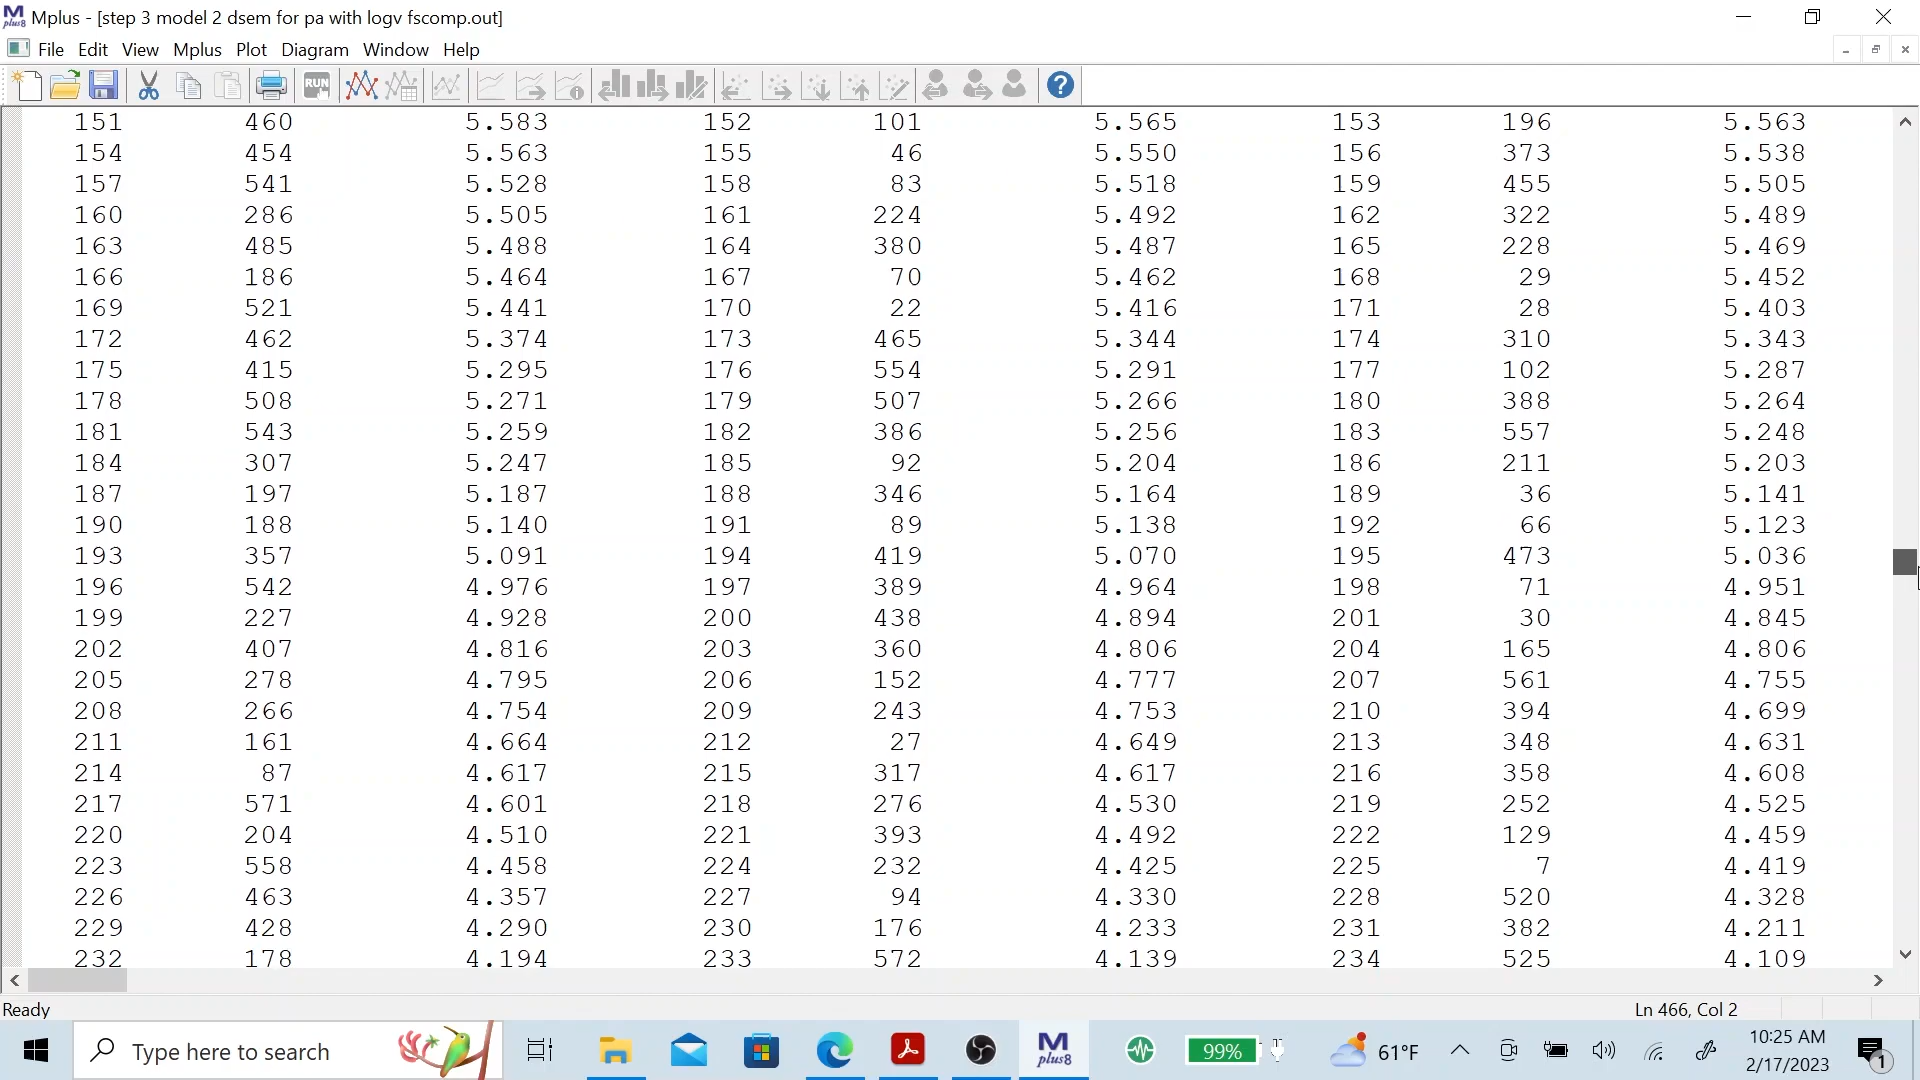 Mplus - [step 3 model 2 dsem for pa with logv fscomp.out]
File Edit View Mplus Plot Diagram Window Help
RUN
151 460 5.583 152 101 5.565 153 196 5.563
154 454 5.563 155 46 5.550 156 373 5.538
157 541 5.528 158 83 5.518 159 455 5.505
160 286 5.505 161 224 5.492 162 322 5.489
163 485 5.488 164 380 5.487 165 228 5.469
166 186 5.464 167 70 5.462 168 29 5.452
169 521 5.441 170 22 5.416 171 28 5.403
172 462 5.374 173 465 5.344 174 310 5.343
175 415 5.295 176 554 5.291 177 102 5.287
178 508 5.271 179 507 5.266 180 388 5.264
181 543 5.259 182 386 5.256 183 557 5.248
184 307 5.247 185 92 5.204 186 211 5.203
187 197 5.187 188 346 5.164 189 36 5.141
190 188 5.140 191 89 5.138 192 66 5.123
193 357 5.091 194 419 5.070 195 473 5.036
196 542 4.976 197 389 4.964 198 71 4.951
199 227 4.928 200 438 4.894 201 30 4.845
202 407 4.816 203 360 4.806 204 165 4.806
205 278 4.795 206 152 4.777 207 561 4.755
208 266 4.754 209 243 4.753 210 394 4.699
211 161 4.664 212 27 4.649 213 348 4.631
214 87 4.617 215 317 4.617 216 358 4.608
217 571 4.601 218 276 4.530 219 252 4.525
220 204 4.510 221 393 4.492 222 129 4.459
223 558 4.458 224 232 4.425 225 7 4.419
226 463 4.357 227 94 4.330 228 520 4.328
229 428 4.290 230 176 4.233 231 382 4.211
232 178 4.194 233 572 4.139 234 525 4.109
Ready Ln 466, Col 2
Type here to search M plus8 99% 61°F 10:25 AM
2/17/2023 1